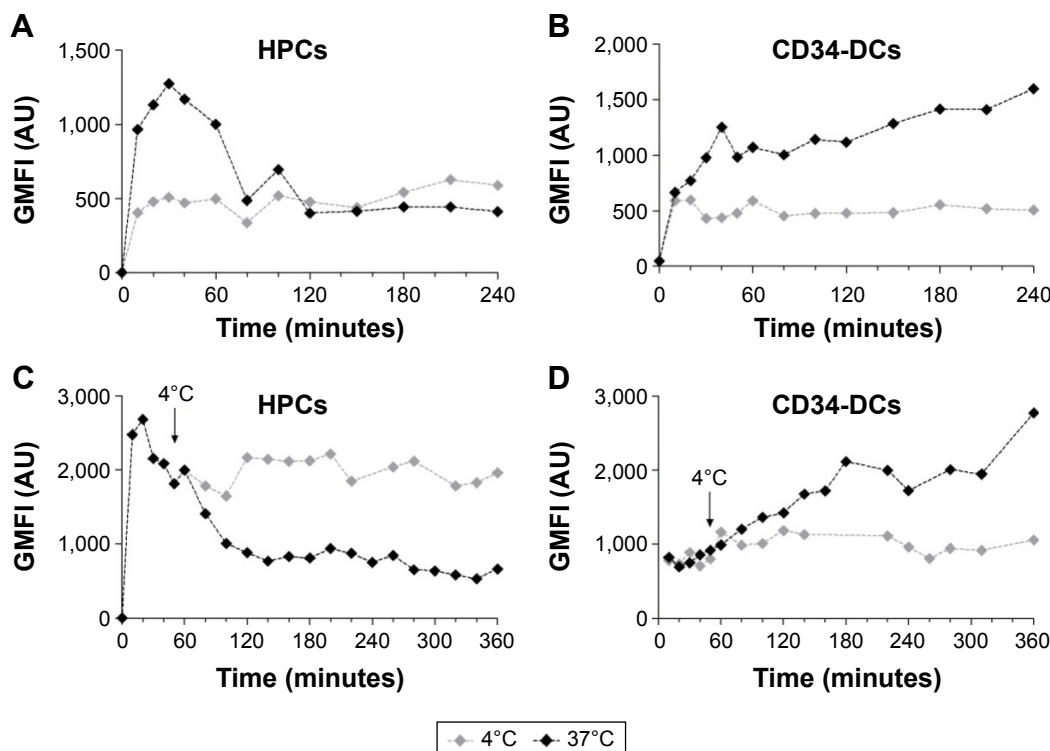 A
HPCs
GMFI (AU)
1,500
1,000
500
0
0 60 120 180 240
Time (minutes)
B
CD34-DCs
GMFI (AU)
2,000
1,500
1,000
500
0
0 60 120 180 240
Time (minutes)
C
HPCs
4°C
GMFI (AU)
3,000
2,000
1,000
0
0 60 120 180 240 300 360
Time (minutes)
D
CD34-DCs
4°C
GMFI (AU)
3,000
2,000
1,000
0
0 60 120 180 240 300 360
Time (minutes)
4°C 37°C